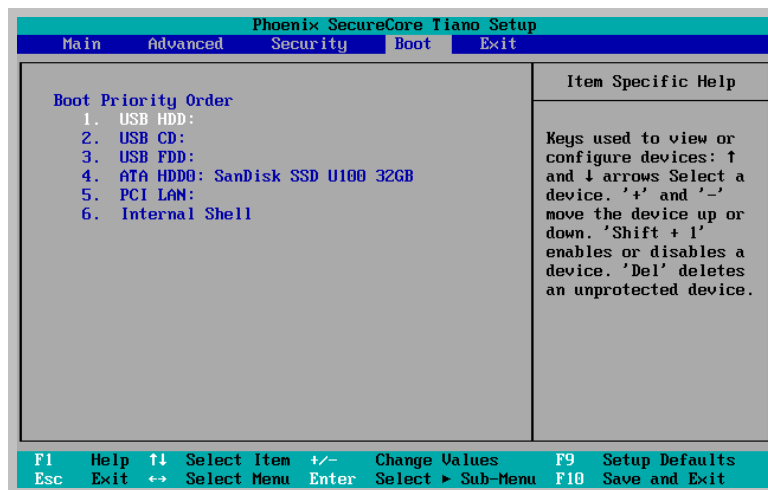 Phoenix SecureCore Tiano Setup
Main Advanced Security Boot Exit
Boot Priority Order
1. USB HDD:
2. USB CD:
3. USB FDD:
4. ATA HDD0: SanDisk SSD U100 32GB
5. PCI LAN:
6. Internal Shell
Item Specific Help
Keys used to view or
configure devices: ↑
and ↓ arrows Select a
device. '+' and '-'
move the device up or
down. 'Shift + 1'
enables or disables a
device. 'Del' deletes
an unprotected device.
F1 Help ↑↓ Select Item +/- Change Values F9 Setup Defaults
Esc Exit ↔ Select Menu Enter Select ► Sub-Menu F10 Save and Exit